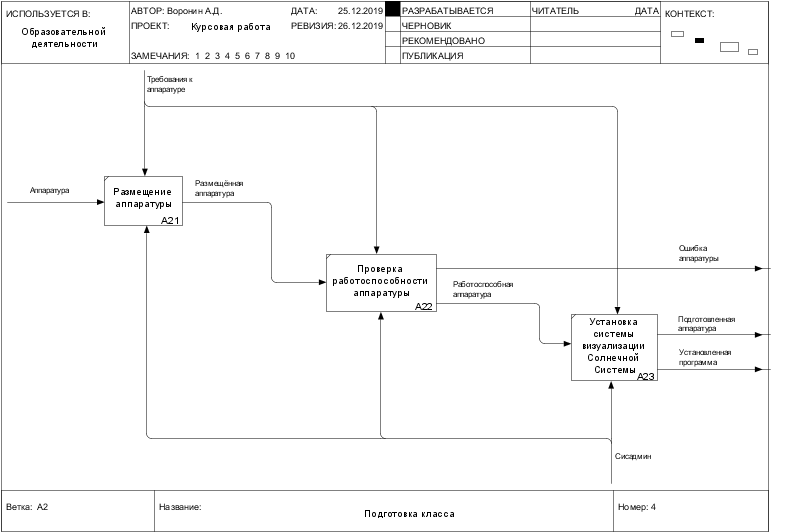 ИСПОЛЬЗУЕТСЯ В:
Образовательной
деятельности
АВТОР: Воронин А.Д.
ДАТА: 25.12.2019
ПРОЕКТ: Курсовая работа
РЕВИЗИЯ: 26.12.2019
ЗАМЕЧАНИЯ: 1 2 3 4 5 6 7 8 9 10
РАЗРАБАТЫВАЕТСЯ
ЧЕРНОВИК
РЕКОМЕНДОВАНО
ПУБЛИКАЦИЯ
ЧИТАТЕЛЬ
ДАТА
КОНТЕКСТ:
Требования к
аппаратуре
Аппаратура
Размещение
аппаратуры
A21
Размещённая
аппаратура
Проверка
работоспособности
аппаратуры
A22
Ошибка
аппаратуры
Работоспособная
аппаратура
Установка
системы
визуализации
Солнечной
Системы
A23
Подготовленная
аппаратура
Установленная
программа
Сисадмин
Ветка: A2
Название:
Подготовка класса
Номер: 4